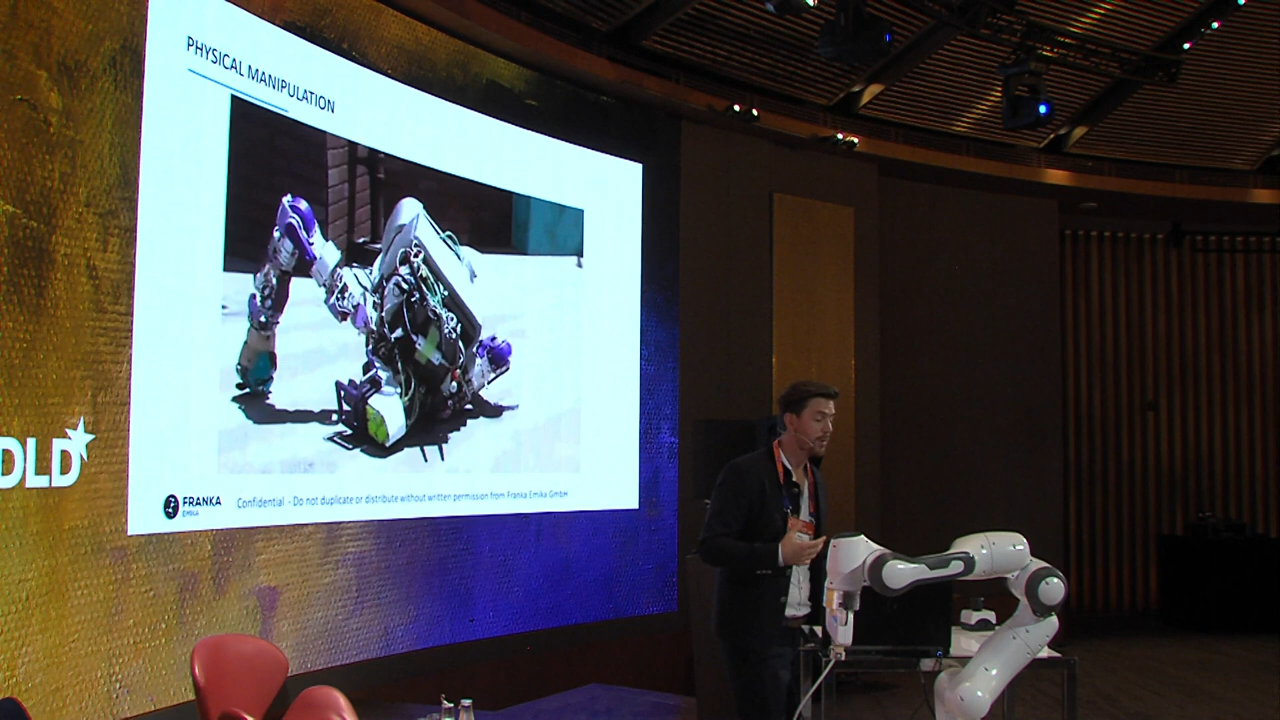 PHYSICAL MANIPULATION
DLD
FRANKA
EMIKA
Confidential - Do not duplicate or distribute without written permission from Franka Emika GmbH